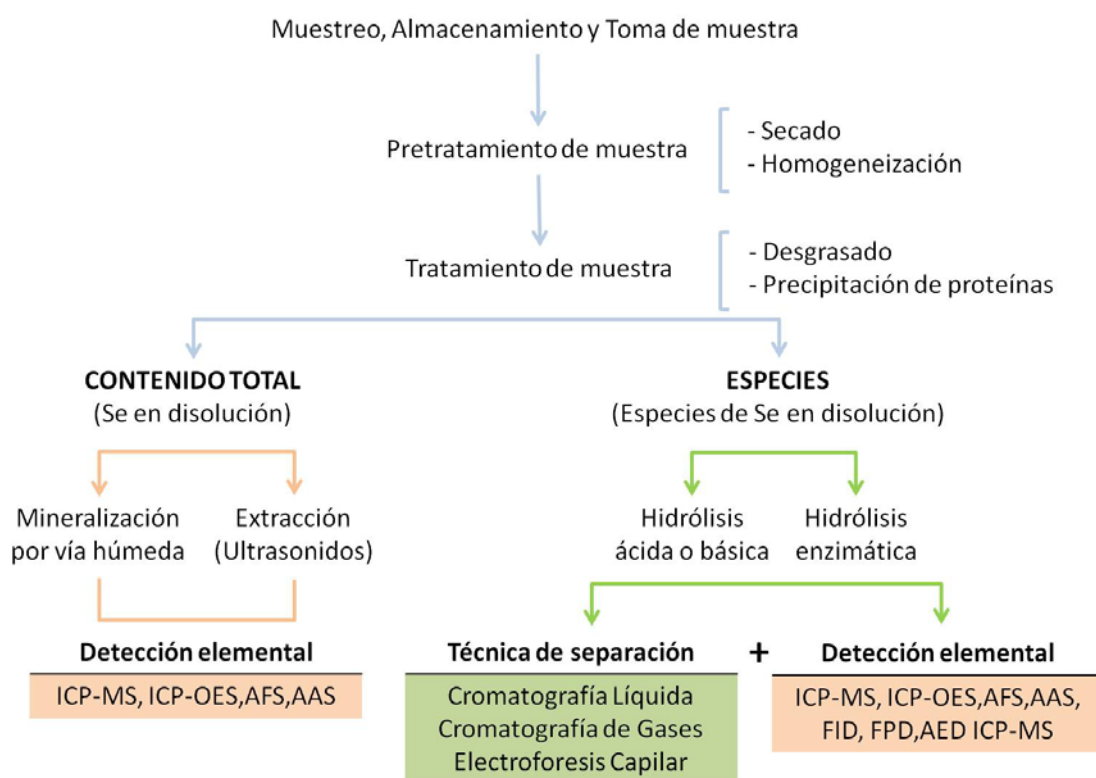 Muestreo, Almacenamiento y Toma de muestra
Pretratamiento de muestra
- Secado
- Homogeneización
Tratamiento de muestra
- Desgrasado
- Precipitación de proteínas
CONTENIDO TOTAL
(Se en disolución)
ESPECIES
(Especies de Se en disolución)
Mineralización
por vía húmeda
Extracción
(Ultrasonidos)
Hidrólisis
ácida o básica
Hidrólisis
enzimática
Detección elemental
ICP-MS, ICP-OES,AFS,AAS
Técnica de separación
Cromatografía Líquida
Cromatografía de Gases
Electroforesis Capilar
+
Detección elemental
ICP-MS, ICP-OES,AFS,AAS,
FID, FPD,AED ICP-MS